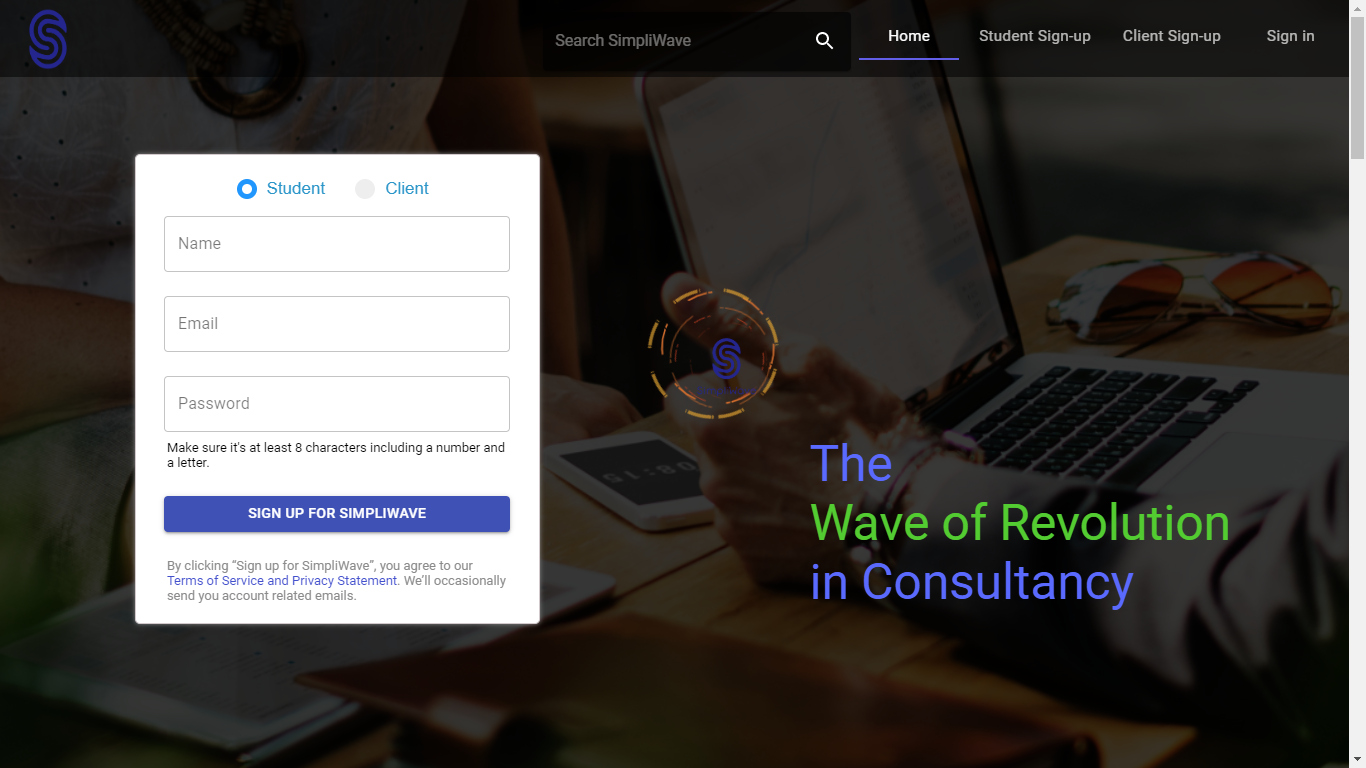 Search SimpliWave
Home
Student Sign-up
Client Sign-up
Sign in
Student
Client
Name
Email
Password
Make sure it's at least 8 characters including a number and
a letter.
SIGN UP FOR SIMPLIWAVE
By clicking “Sign up for SimpliWave”, you agree to our
Terms of Service and Privacy Statement. We’ll occasionally
send you account related emails.
08:15
The
Wave of Revolution
in Consultancy